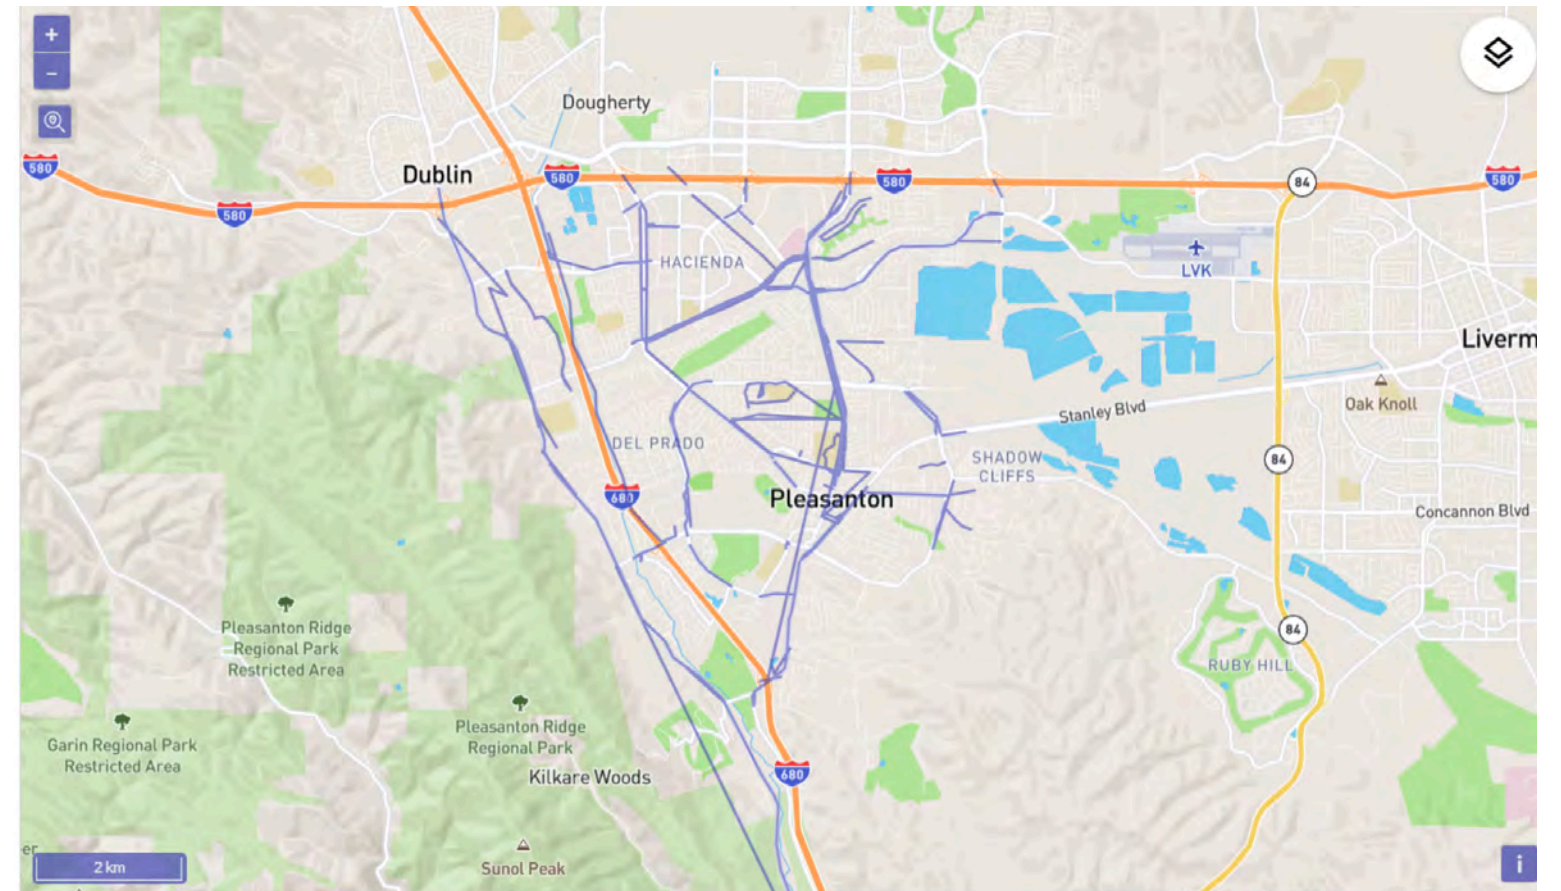 +
−
Dougherty
580
Dublin
580
580
84
580
580
HACIENDA
LVK
Liverm
Oak Knoll
Stanley Blvd
DEL PRADO
SHADOW
CLIFFS
84
680
Pleasanton
Concannon Blvd
Pleasanton Ridge
Regional Park
Restricted Area
84
RUBY HILL
Garin Regional Park
Restricted Area
Pleasanton Ridge
Regional Park
Kilkare Woods
680
er
2 km
Sunol Peak
i